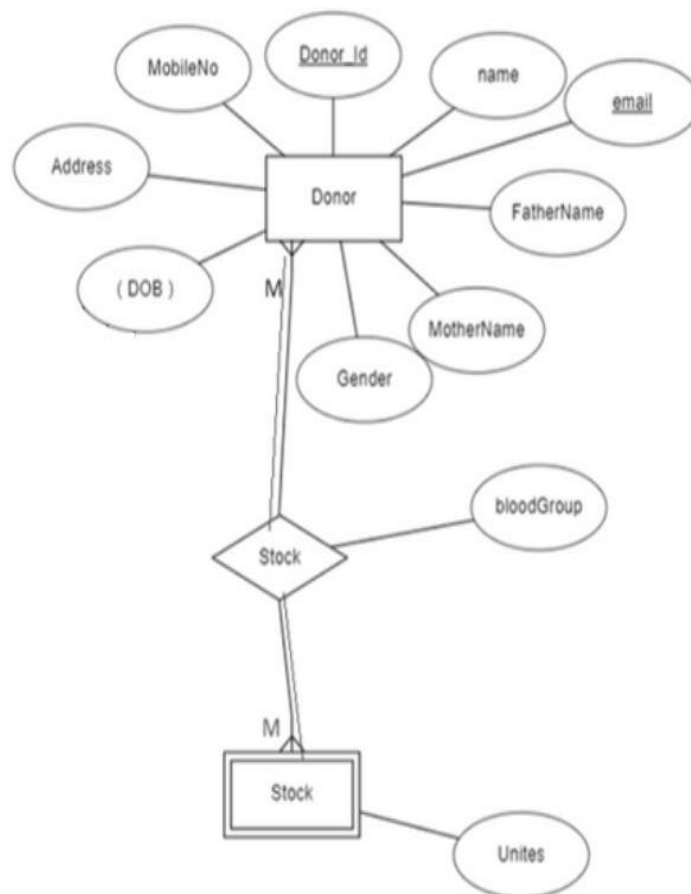 Donor_Id
MobileNo
name
email
Address
Donor
FatherName
( DOB )
M
MotherName
Gender
bloodGroup
Stock
M
Stock
Unites